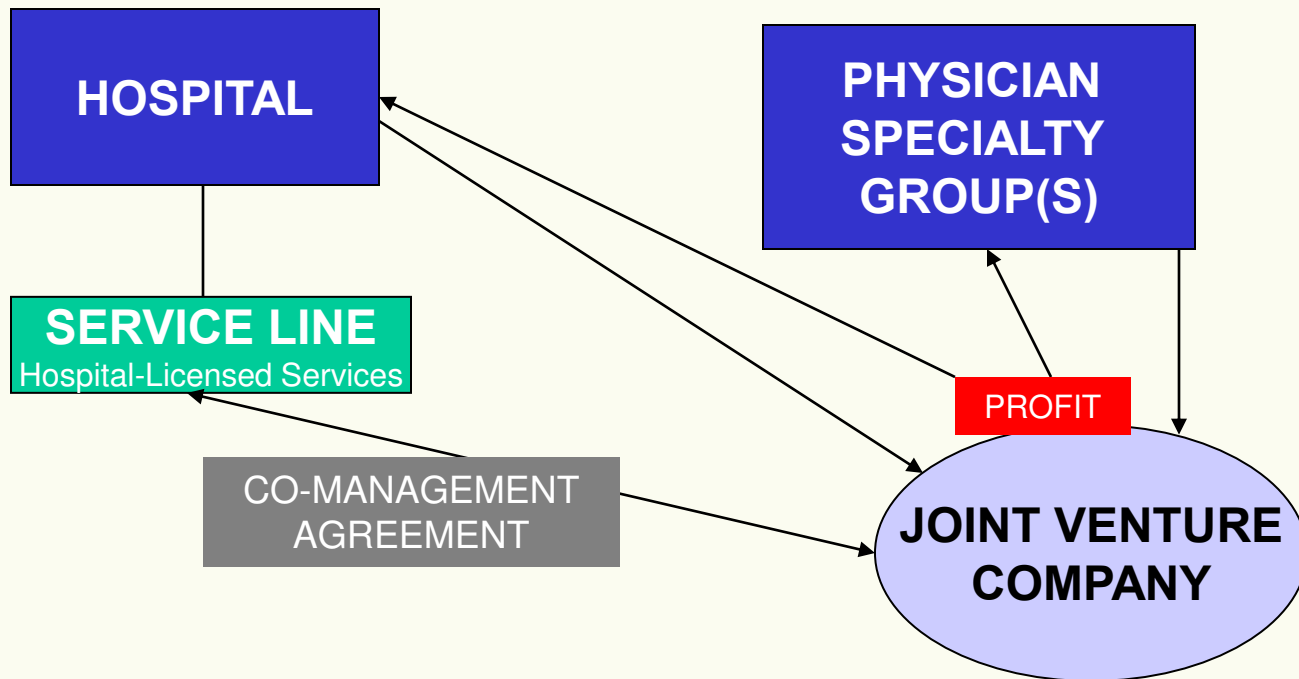 HOSPITAL
PHYSICIAN
SPECIALTY
GROUP(S)
SERVICE LINE
Hospital-Licensed Services
PROFIT
CO-MANAGEMENT
AGREEMENT
JOINT VENTURE
COMPANY